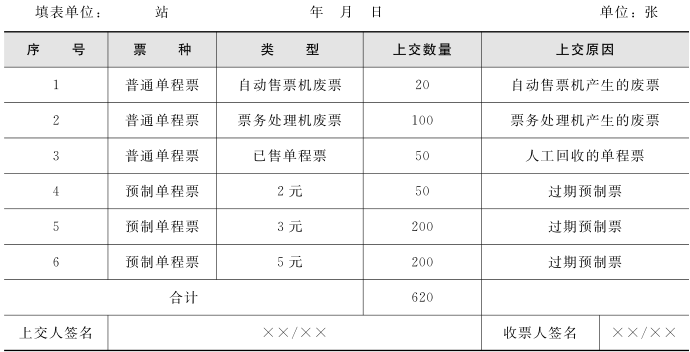 填表单位： 站 年 月 日 单位：张
序 号 票 种 类 型 上交数量 上交原因
1 普通单程票 自动售票机废票 20 自动售票机产生的废票
2 普通单程票 票务处理机废票 100 票务处理机产生的废票
3 普通单程票 已售单程票 50 人工回收的单程票
4 预制单程票 2 元 50 过期预制票
5 预制单程票 3 元 200 过期预制票
6 预制单程票 5 元 200 过期预制票
合计 620
上交人签名 ××/×× 收票人签名 ××/××